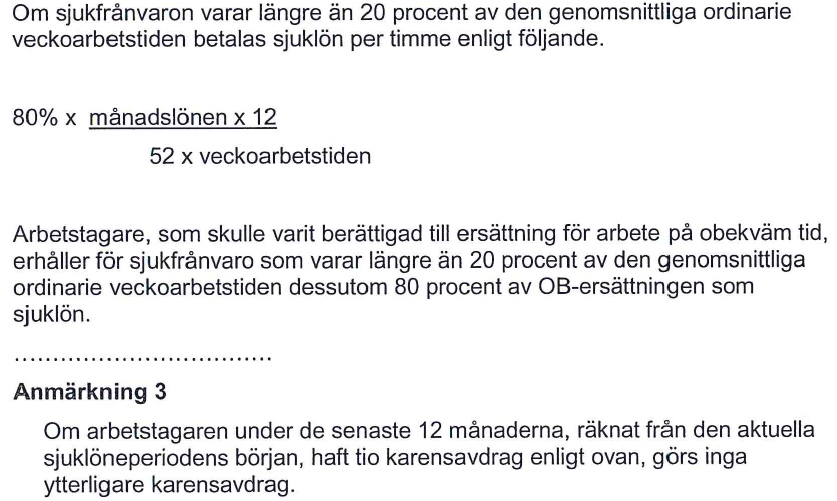 Om sjukfrånvaron varar längre än 20 procent av den genomsnittliga ordinarie
veckoarbetstiden betalas sjuklön per timme enligt följande.
80% x månadslönen x 12
52 x veckoarbetstiden
Arbetstagare, som skulle varit berättigad till ersättning för arbete på obekväm tid,
erhåller för sjukfrånvaro som varar längre än 20 procent av den genomsnittliga
ordinarie veckoarbetstiden dessutom 80 procent av OB-ersättningen som
sjuklön.
.................................
Anmärkning 3
Om arbetstagaren under de senaste 12 månaderna, räknat från den aktuella
sjuklöneperiodens början, haft tio karensavdrag enligt ovan, görs inga
ytterligare karensavdrag.